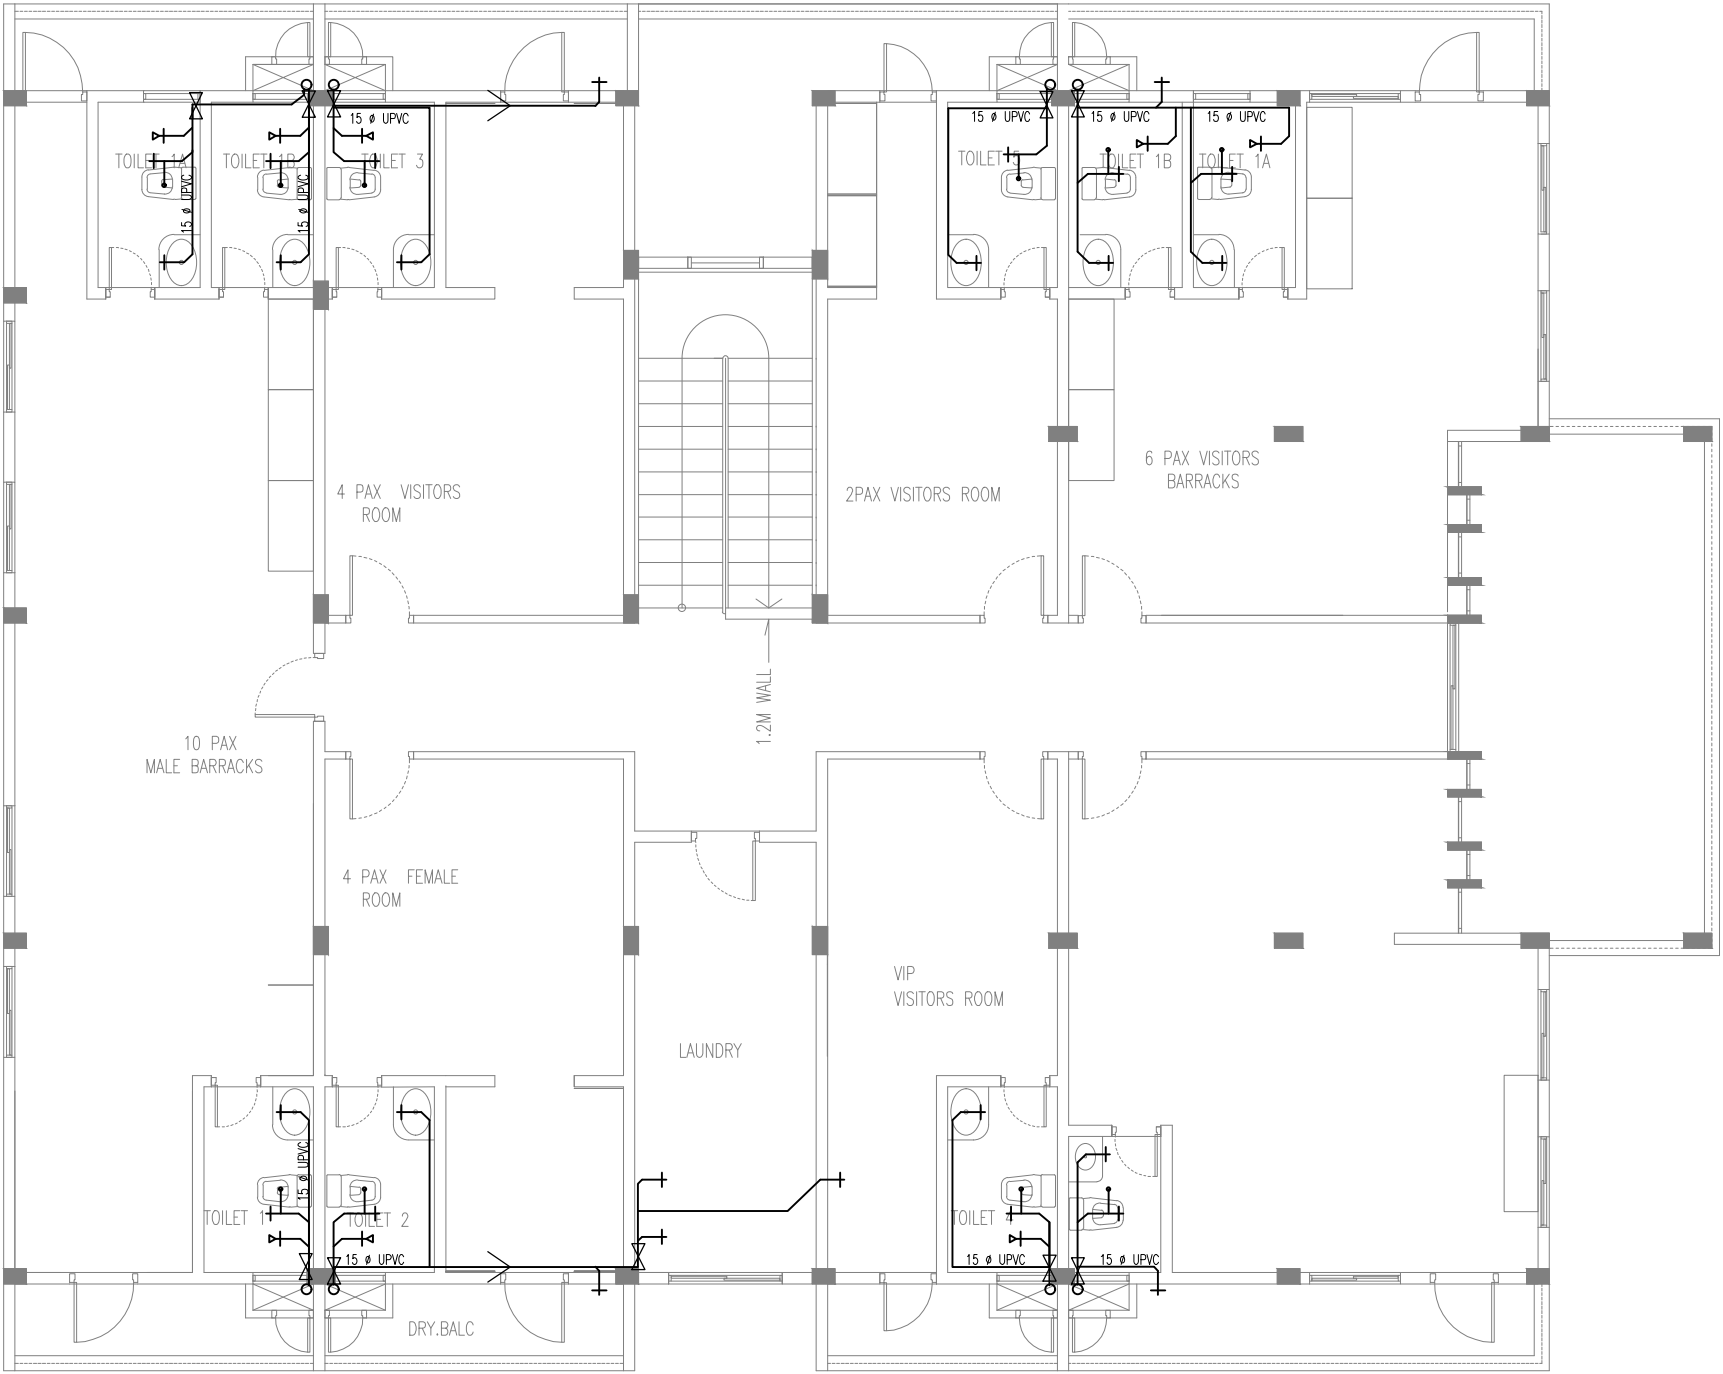 15 ø UPVC
15 ø UPVC
15 ø UPVC
15 ø UPVC
TOILET 1A
TOILET 1B
TOILET 3
TOILET 5
TOILET 1B
TOILET 1A
15 ø UPVC
15 ø UPVC
6 PAX VISITORS
BARRACKS
4 PAX VISITORS
ROOM
2PAX VISITORS ROOM
1.2M WALL
10 PAX
MALE BARRACKS
4 PAX FEMALE
ROOM
VIP
VISITORS ROOM
LAUNDRY
15 ø UPVC
TOILET 1
TOILET 2
TOILET 4
15 ø UPVC
15 ø UPVC
15 ø UPVC
DRY.BALC